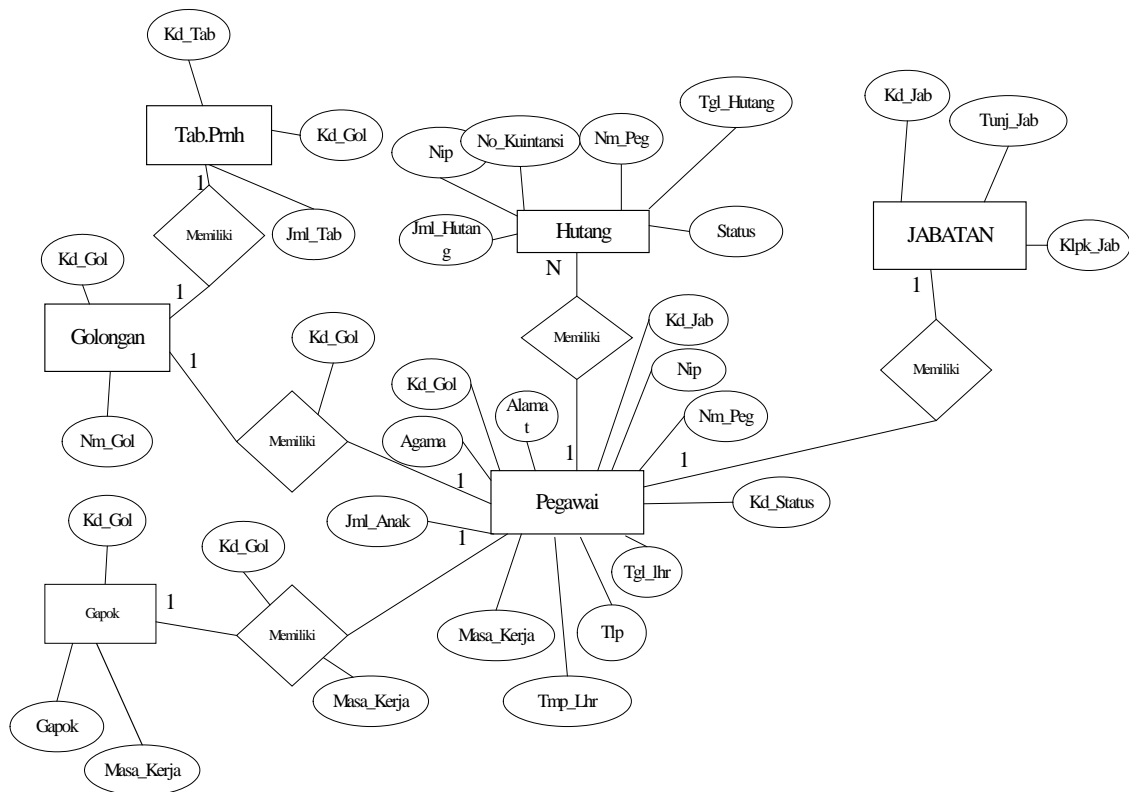 Kd_Tab
Tab.Prnh
Kd_Gol
1
Memiliki
Jml_Tab
Kd_Gol
1
Golongan
1
Nm_Gol
Nip
No_Kuintansi
Nm_Peg
Tgl_Hutang
Jml_Hutan
g
Hutang
Status
N
Memiliki
1
Kd_Jab
Tunj_Jab
JABATAN
Klpk_Jab
1
Memiliki
1
Kd_Gol
Memiliki
1
Kd_Gol
Agama
Alama
t
Kd_Jab
Nip
Nm_Peg
Pegawai
Kd_Status
Jml_Anak
1
Tgl_lhr
Tlp
Masa_Kerja
Tmp_Lhr
Kd_Gol
Gapok
1
Kd_Gol
Memiliki
Masa_Kerja
Gapok
Masa_Kerja